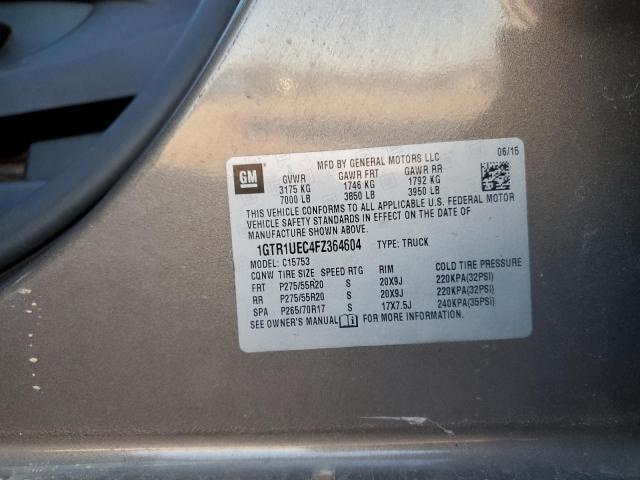 GM
MFD BY GENERAL MOTORS LLC
06/15
GVWR GAWR FRT GAWR RR
3175 KG 1746 KG 1792 KG
7000 LB 3850 LB 3950 LB
THIS VEHICLE CONFORMS TO ALL APPLICABLE U.S. FEDERAL MOTOR
VEHICLE SAFETY STANDARDS IN EFFECT ON THE DATE OF
MANUFACTURE SHOWN ABOVE.
1GTR1UEC4FZ364604 TYPE: TRUCK
MODEL: C15753
CONW TIRE SIZE SPEED RTG RIM COLD TIRE PRESSURE
FRT P275/55R20 S 20X9J 220KPA(32PSI)
RR P275/55R20 S 20X9J 220KPA(32PSI)
SPA P265/70R17 S 17X7.5J 240KPA(35PSI)
SEE OWNER'S MANUAL FOR MORE INFORMATION.